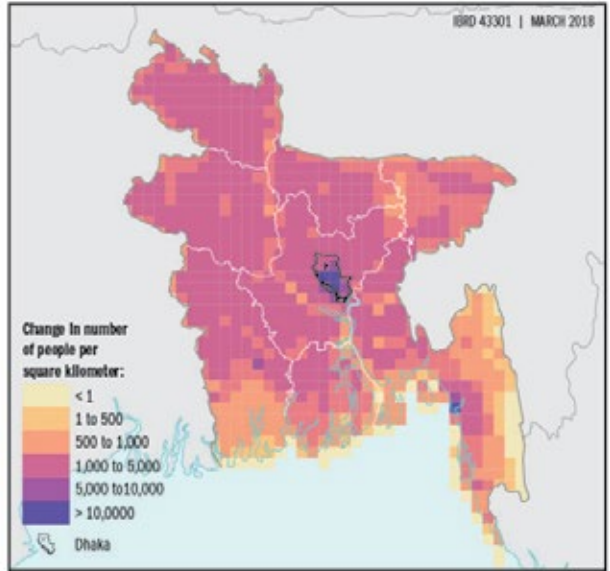 IBRD 43301 | MARCH 2018
Change In number
of people per
square kilometer:
< 1
1 to 500
500 to 1,000
1,000 to 5,000
5,000 to10,000
> 10,0000
Dhaka